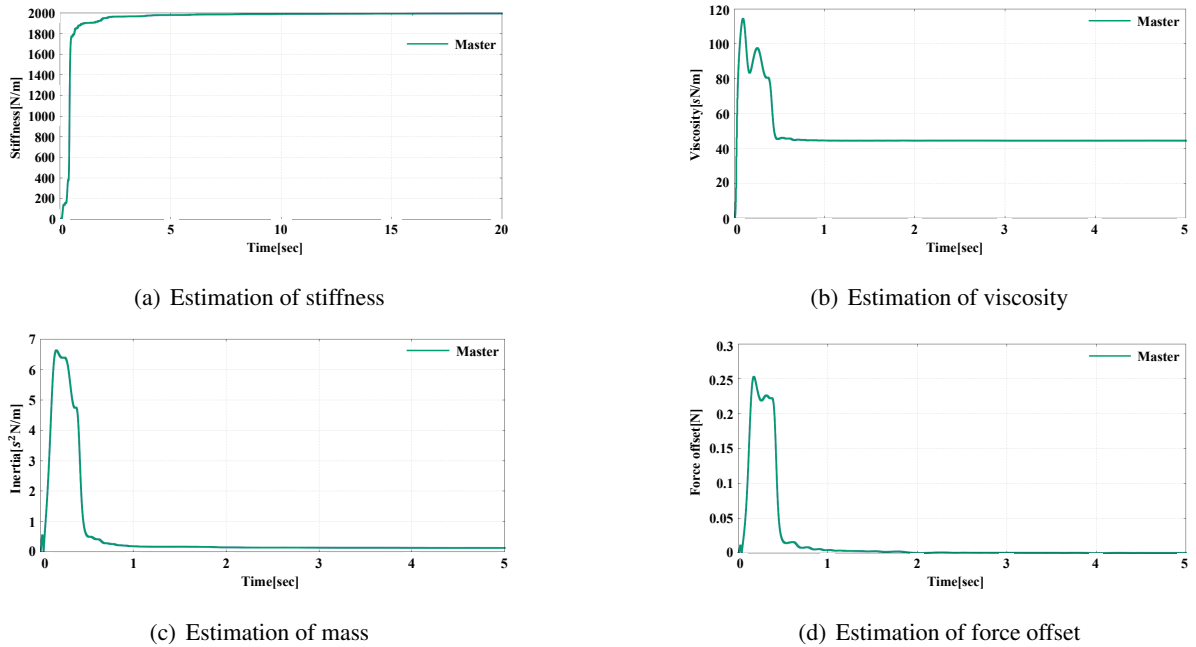 2000
1800
1600
1400
1200
1000
800
600
400
200
0
Stiffness[N/m]
Master
0 5 10 15 20
Time[sec]
(a) Estimation of stiffness
120
100
80
60
40
20
0
Viscosity[sN/m]
Master
0 1 2 3 4 5
Time[sec]
(b) Estimation of viscosity
7
6
5
4
3
2
1
0
Inertia[s²N/m]
Master
0 1 2 3 4 5
Time[sec]
(c) Estimation of mass
0.3
0.25
0.2
0.15
0.1
0.05
0
Force offset[N]
Master
0 1 2 3 4 5
Time[sec]
(d) Estimation of force offset